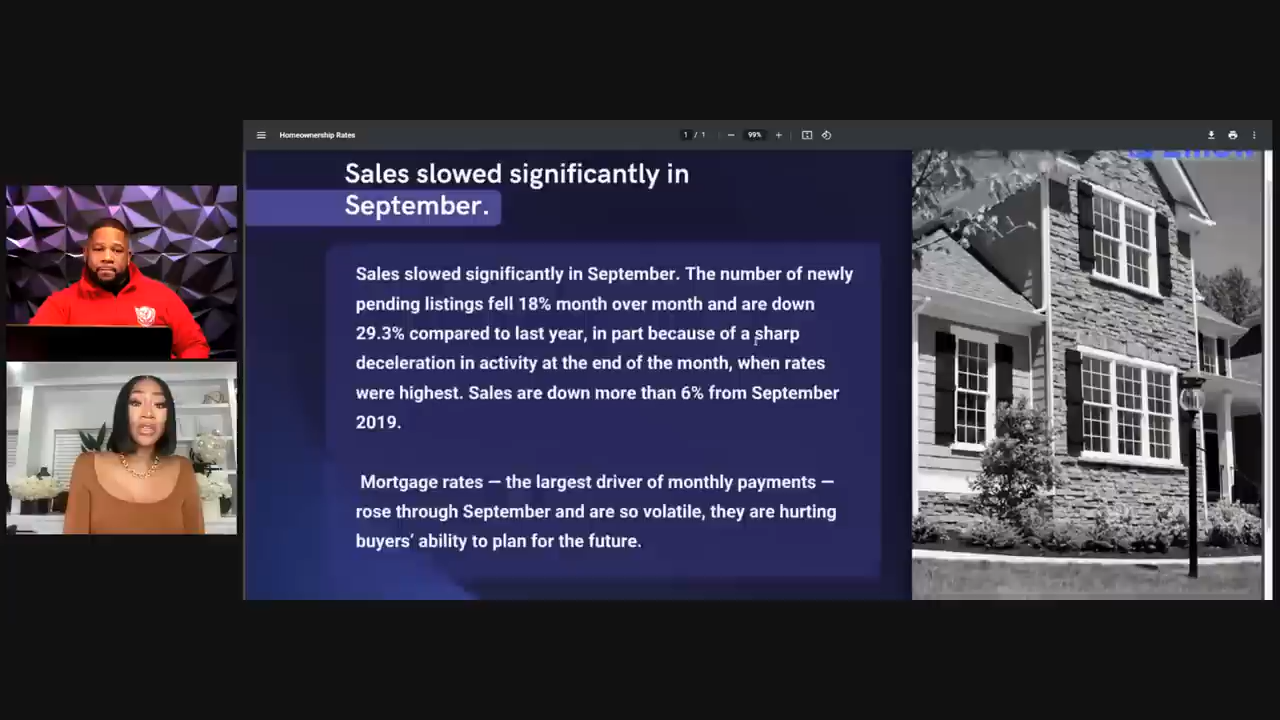 Homeownership Rates
1 / 1
99%
Sales slowed significantly in
September.
Sales slowed significantly in September. The number of newly
pending listings fell 18% month over month and are down
29.3% compared to last year, in part because of a sharp
deceleration in activity at the end of the month, when rates
were highest. Sales are down more than 6% from September
2019.
Mortgage rates — the largest driver of monthly payments —
rose through September and are so volatile, they are hurting
buyers’ ability to plan for the future.